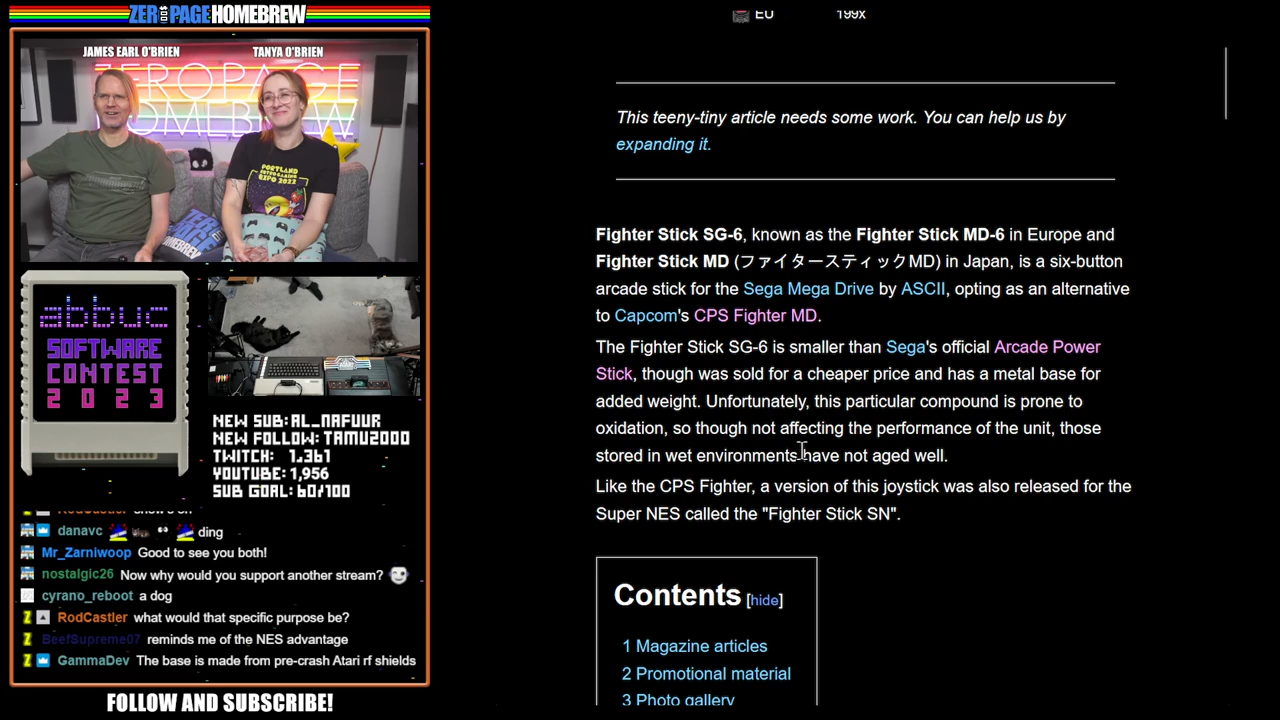 ZEROPAGE HOMEBREW
JAMES EARL O'BRIEN
TANYA O'BRIEN
ZEROPAGE
HOMEBREW
PORTLAND
RETRO GAMING
EXPO 2022
abbuc
SOFTWARE
CONTEST
2023
NEW SUB: AL_NAFUUR
NEW FOLLOW: TAMU2000
TWITCH: 1,361
YOUTUBE: 1,956
SUB GOAL: 60/100
danavc ding
Mr_Zarniwoop Good to see you both!
nostalgic26 Now why would you support another stream?
cyrano_reboot a dog
RodCastler what would that specific purpose be?
BeefSupreme07 reminds me of the NES advantage
GammaDev The base is made from pre-crash Atari rf shields
FOLLOW AND SUBSCRIBE!
EU 199x
This teeny-tiny article needs some work. You can help us by
expanding it.
Fighter Stick SG-6, known as the Fighter Stick MD-6 in Europe and
Fighter Stick MD (ファイタースティックMD) in Japan, is a six-button
arcade stick for the Sega Mega Drive by ASCII, opting as an alternative
to Capcom's CPS Fighter MD.
The Fighter Stick SG-6 is smaller than Sega's official Arcade Power
Stick, though was sold for a cheaper price and has a metal base for
added weight. Unfortunately, this particular compound is prone to
oxidation, so though not affecting the performance of the unit, those
stored in wet environments have not aged well.
Like the CPS Fighter, a version of this joystick was also released for the
Super NES called the "Fighter Stick SN".
Contents [hide]
1 Magazine articles
2 Promotional material
3 Photo gallery